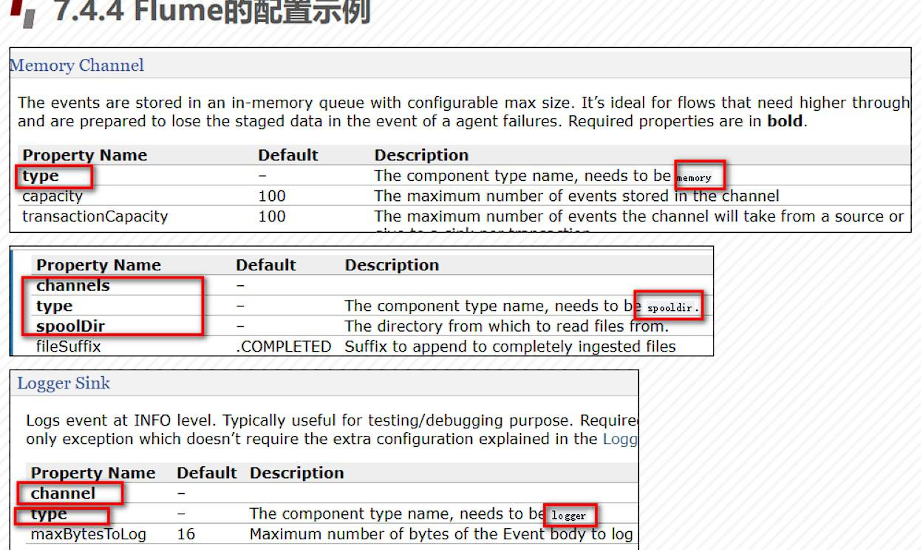 7.4.4 Flume的配置示例
Memory Channel
The events are stored in an in-memory queue with configurable max size. It's ideal for flows that need higher through
and are prepared to lose the staged data in the event of a agent failures. Required properties are in bold.
Property Name Default Description
type – The component type name, needs to be memory
capacity 100 The maximum number of events stored in the channel
transactionCapacity 100 The maximum number of events the channel will take from a source or
give to a sink per transaction
Property Name Default Description
channels –
type – The component type name, needs to be spooldir.
spoolDir – The directory from which to read files from.
fileSuffix .COMPLETED Suffix to append to completely ingested files
Logger Sink
Logs event at INFO level. Typically useful for testing/debugging purpose. Require
only exception which doesn't require the extra configuration explained in the Logg
Property Name Default Description
channel –
type – The component type name, needs to be logger
maxBytesToLog 16 Maximum number of bytes of the Event body to log